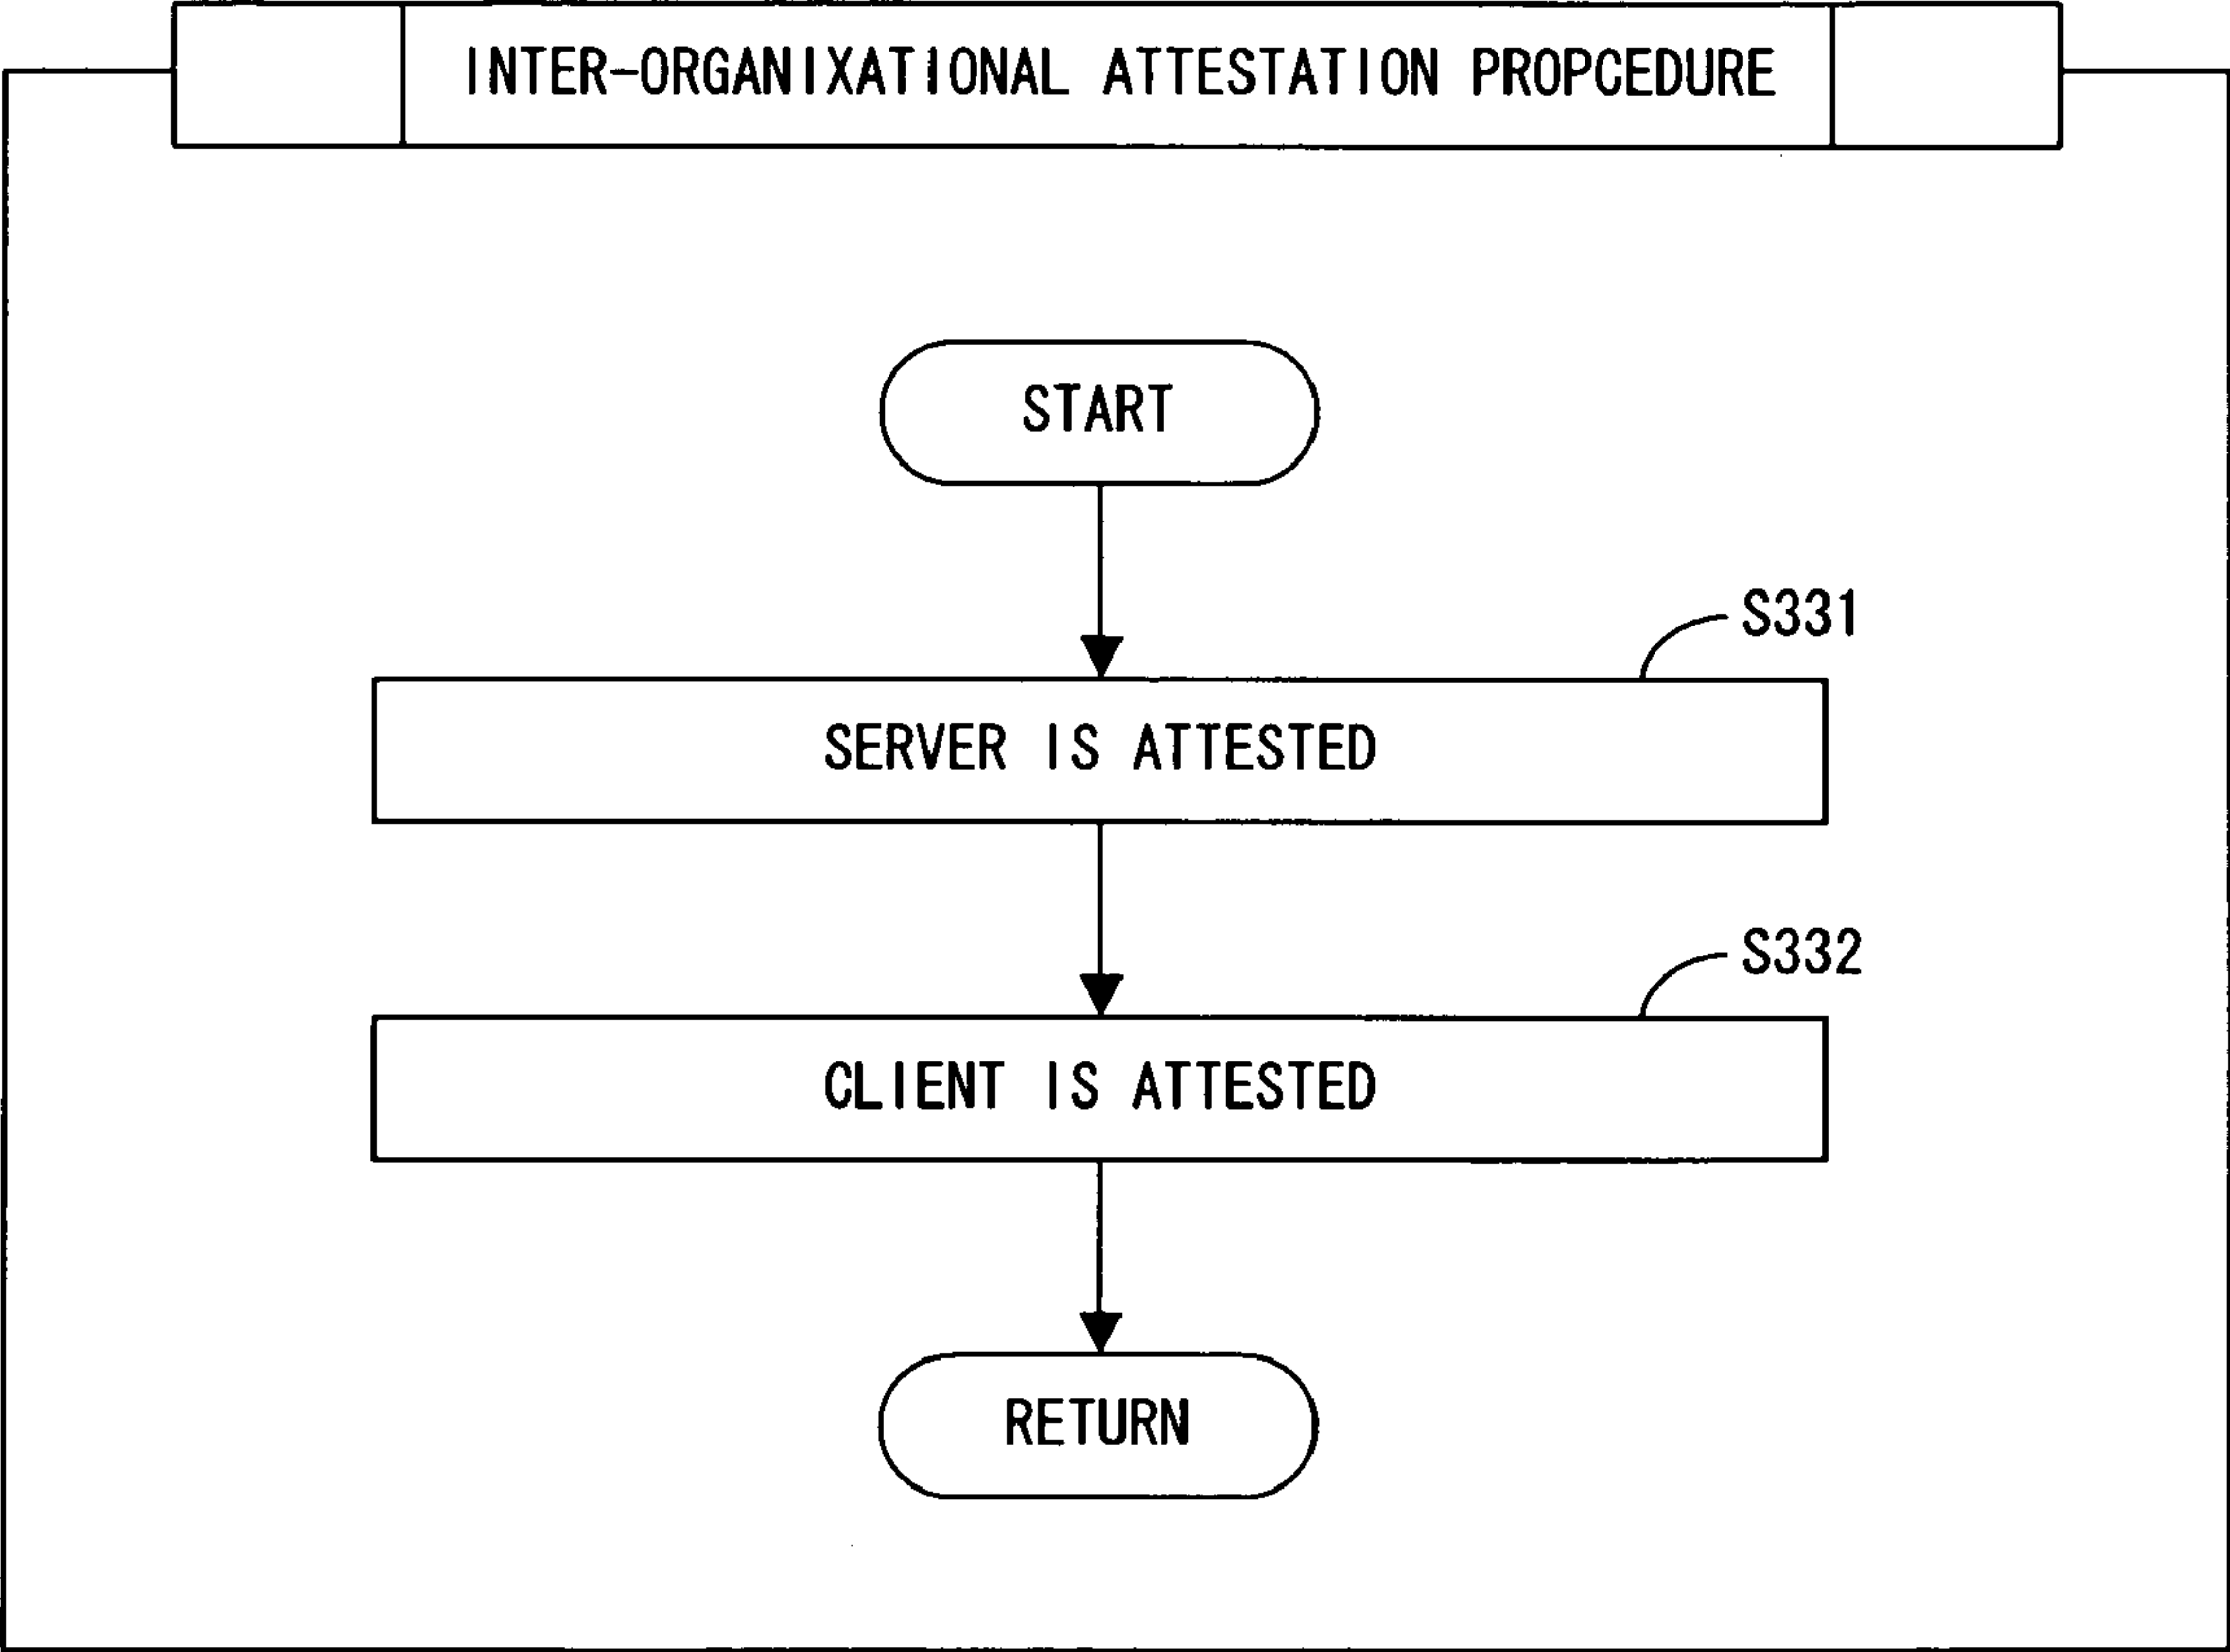 INTER-ORGANIXATIONAL ATTESTATION PROPCEDURE
START
S331
SERVER IS ATTESTED
S332
CLIENT IS ATTESTED
RETURN